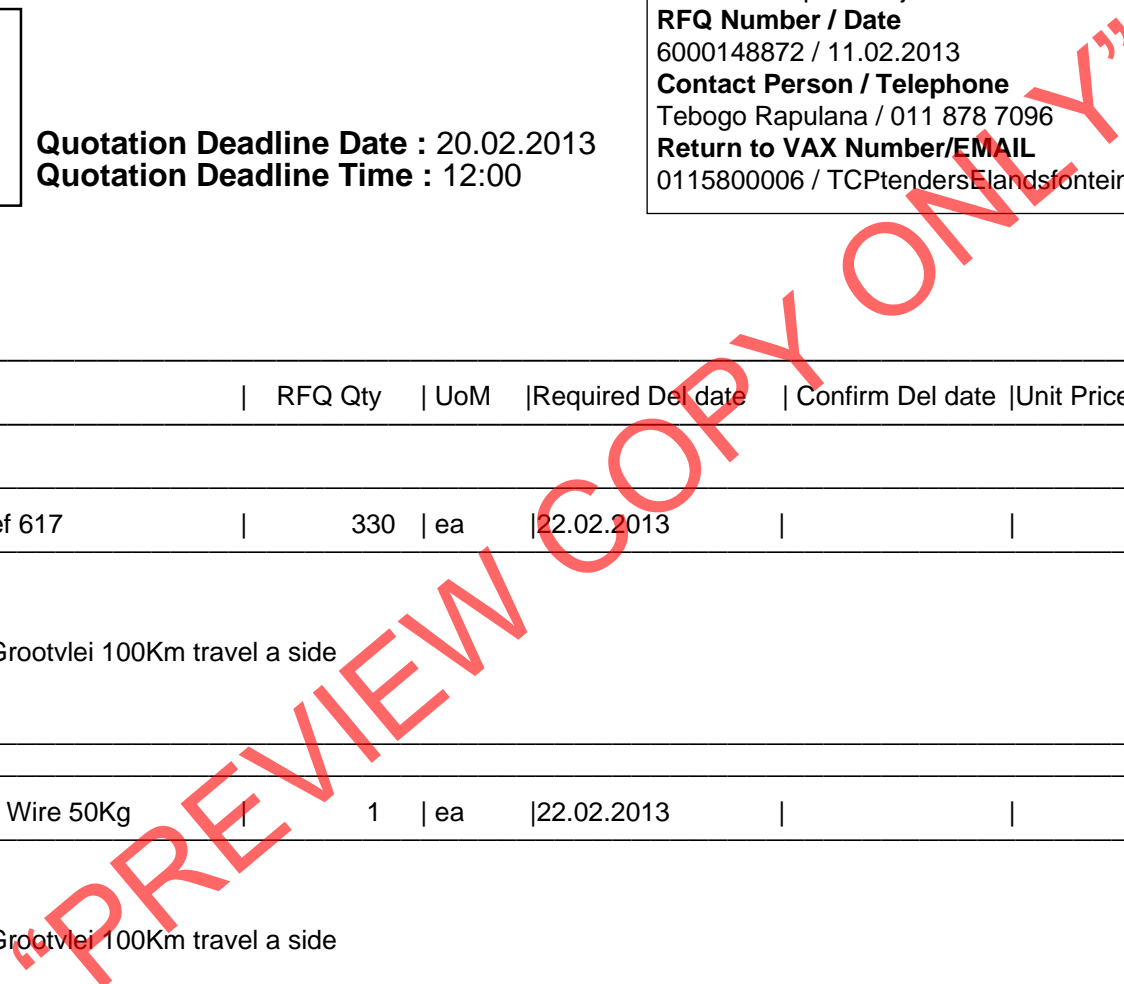 RFQ Number / Date
6000148872 / 11.02.2013
Contact Person / Telephone
Tebogo Rapulana / 011 878 7096
Return to VAX Number/EMAIL
0115800006 / TCPtendersElandsfontein
Quotation Deadline Date : 20.02.2013
Quotation Deadline Time : 12:00
| RFQ Qty | UoM |Required Del date | Confirm Del date |Unit Price
ef 617 | 330 | ea |22.02.2013 | |
Grootvlei 100Km travel a side
Wire 50Kg | 1 | ea |22.02.2013 | |
Grootvlei 100Km travel a side
“PREVIEW COPY ONLY”